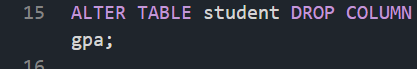 15 ALTER TABLE student DROP COLUMN
gpa;
16